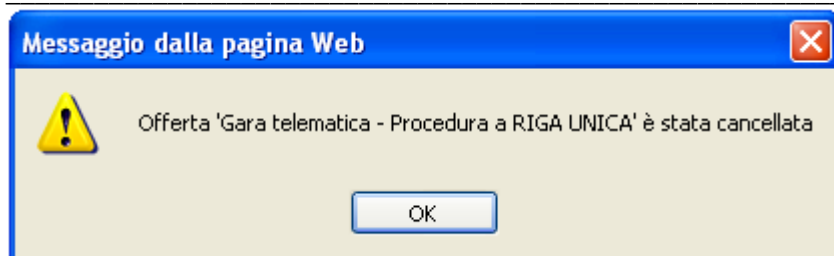 Messaggio dalla pagina Web
Offerta 'Gara telematica - Procedura a RIGA UNICA' è stata cancellata
OK